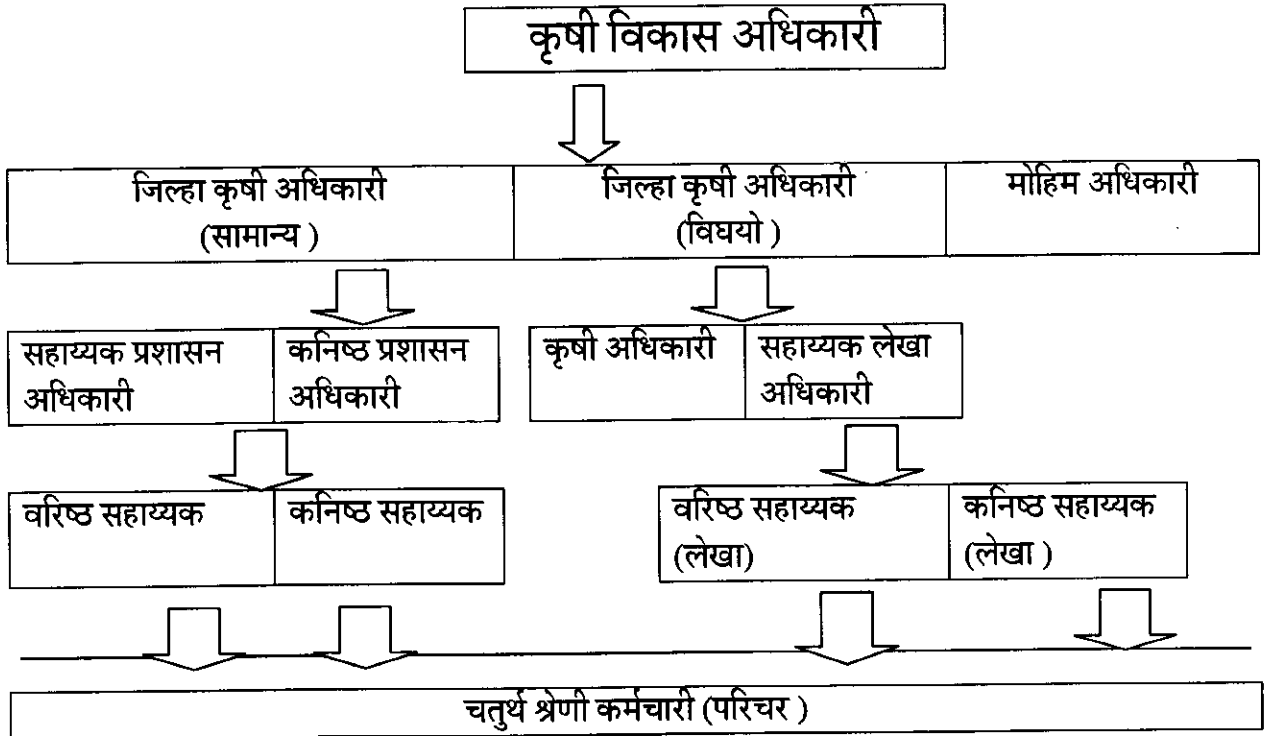 कृषी विकास अधिकारी
जिल्हा कृषी अधिकारी
(सामान्य )
जिल्हा कृषी अधिकारी
(विघयो )
मोहिम अधिकारी
सहाय्यक प्रशासन
अधिकारी
कनिष्ठ प्रशासन
अधिकारी
कृषी अधिकारी
सहाय्यक लेखा
अधिकारी
वरिष्ठ सहाय्यक
कनिष्ठ सहाय्यक
वरिष्ठ सहाय्यक
(लेखा)
कनिष्ठ सहाय्यक
(लेखा )
चतुर्थ श्रेणी कर्मचारी (परिचर )